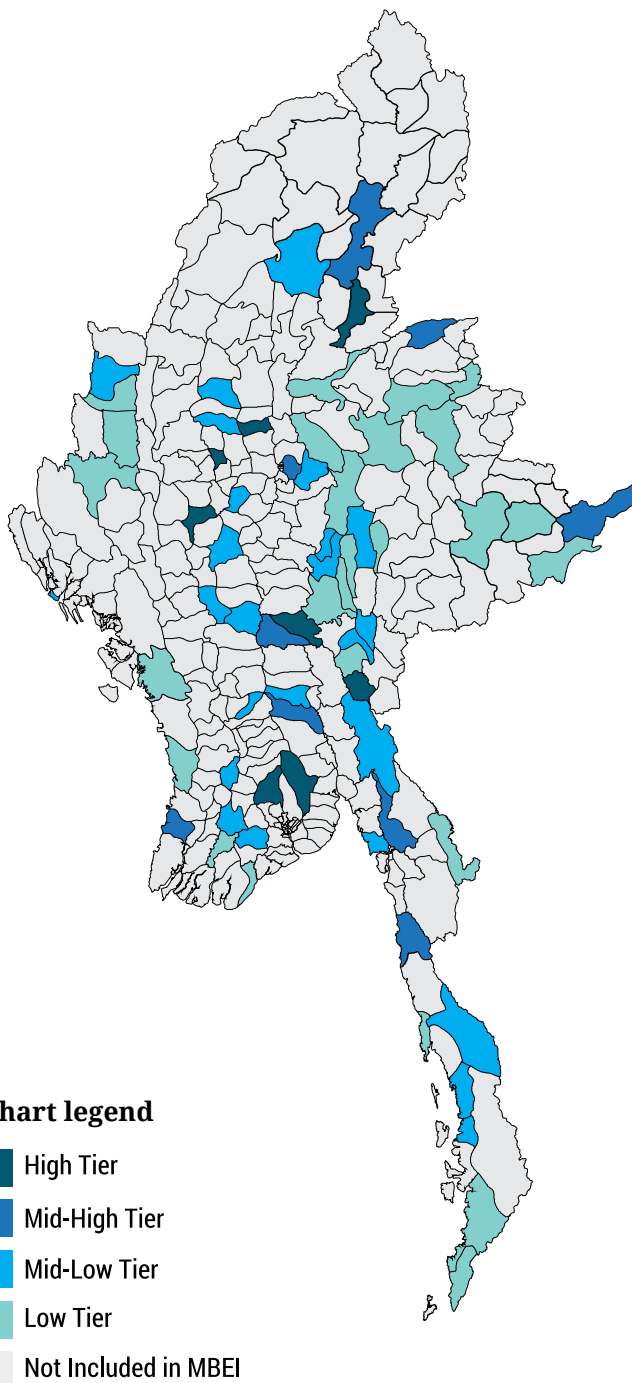 hart legend
High Tier
Mid-High Tier
Mid-Low Tier
Low Tier
Not Included in MBEI